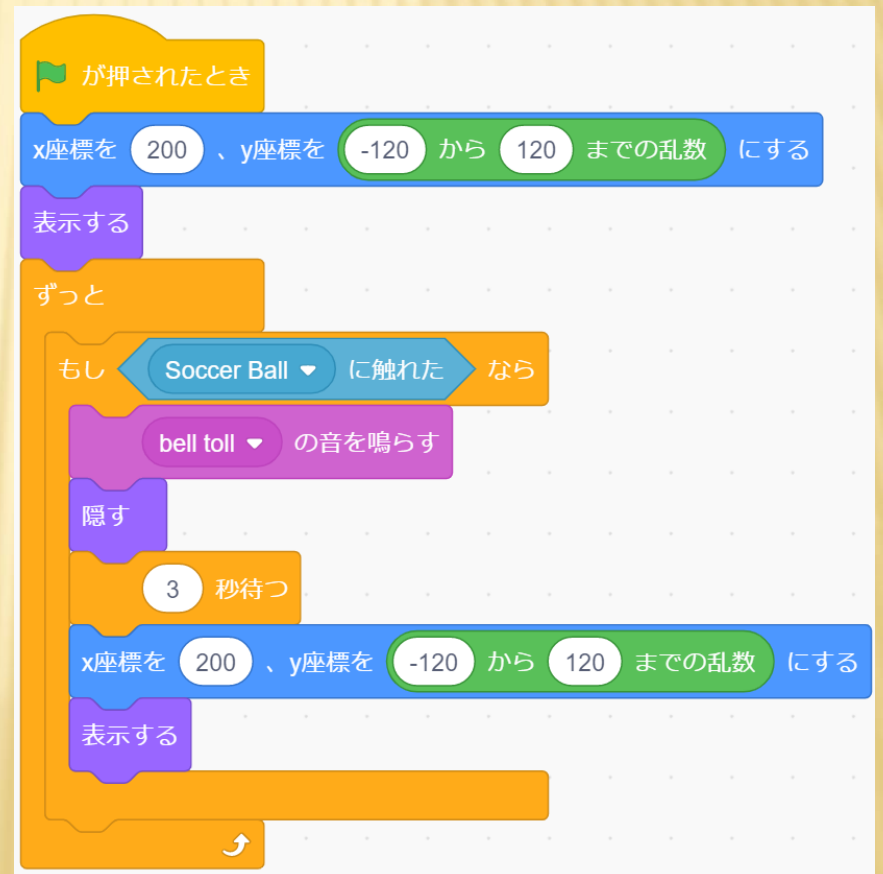 が押されたとき
x座標を 200 、y座標を -120 から 120 までの乱数 にする
表示する
ずっと
もし Soccer Ball に触れた なら
bell toll の音を鳴らす
隠す
3 秒待つ
x座標を 200 、y座標を -120 から 120 までの乱数 にする
表示する